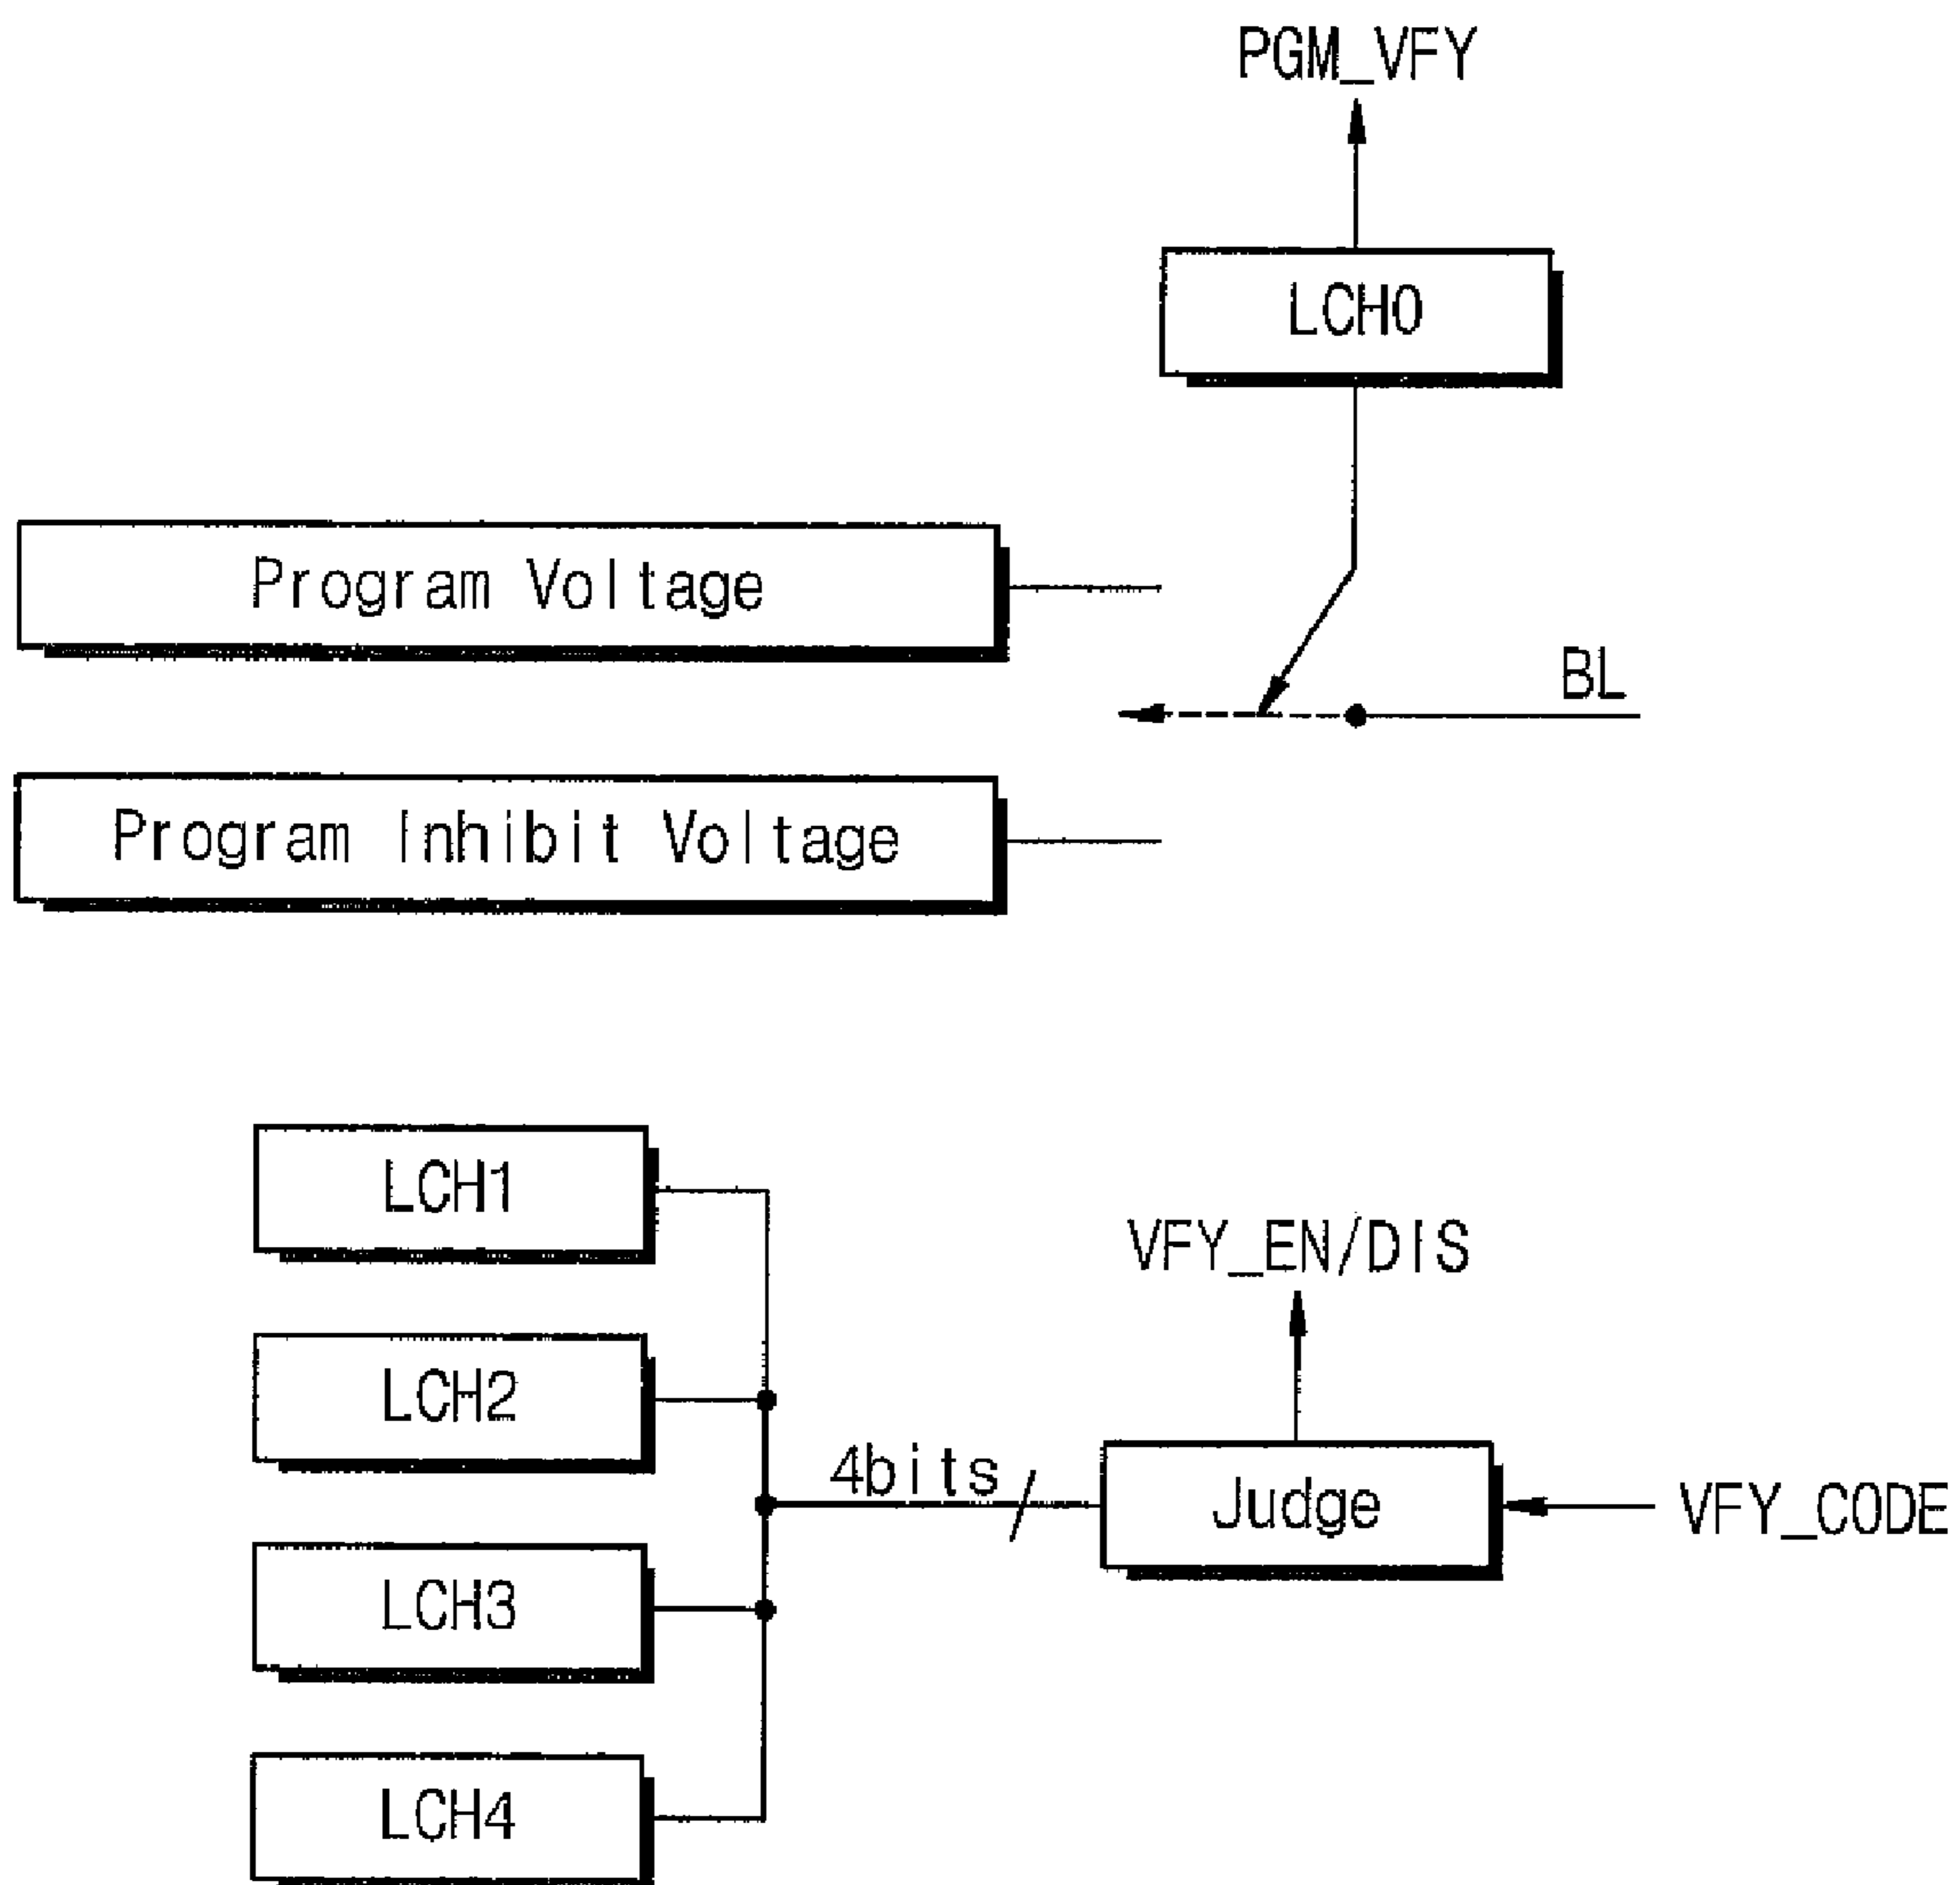 PGM_VFY
LCH0
Program Voltage
BL
Program Inhibit Voltage
LCH1
VFY_EN/DIS
LCH2
4bits
Judge
VFY_CODE
LCH3
LCH4